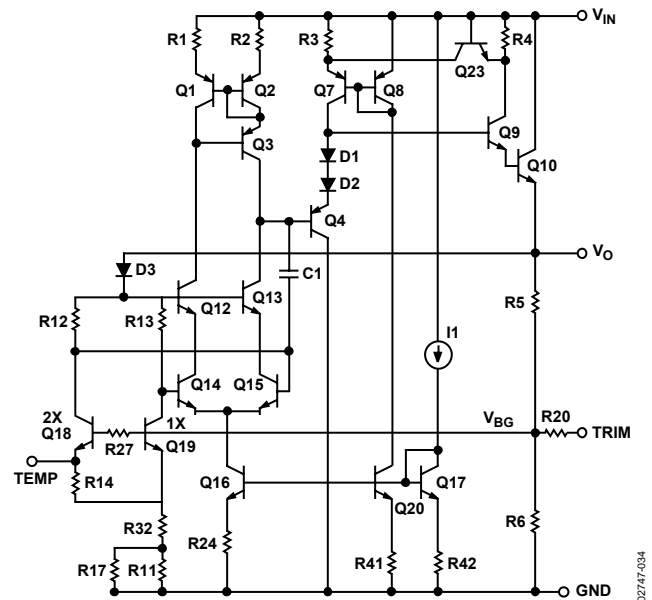 VIN
R1
R2
R3
R4
Q23
Q1
Q2
Q7
Q8
Q3
Q9
D1
Q10
D2
Q4
VO
D3
C1
R5
Q12
Q13
R12
R13
I1
Q14
Q15
2X
1X
VBG
R20
TRIM
Q18
R27
Q19
TEMP
Q16
Q17
R14
Q20
R6
R32
R24
R41
R42
R17
R11
GND
02747-034